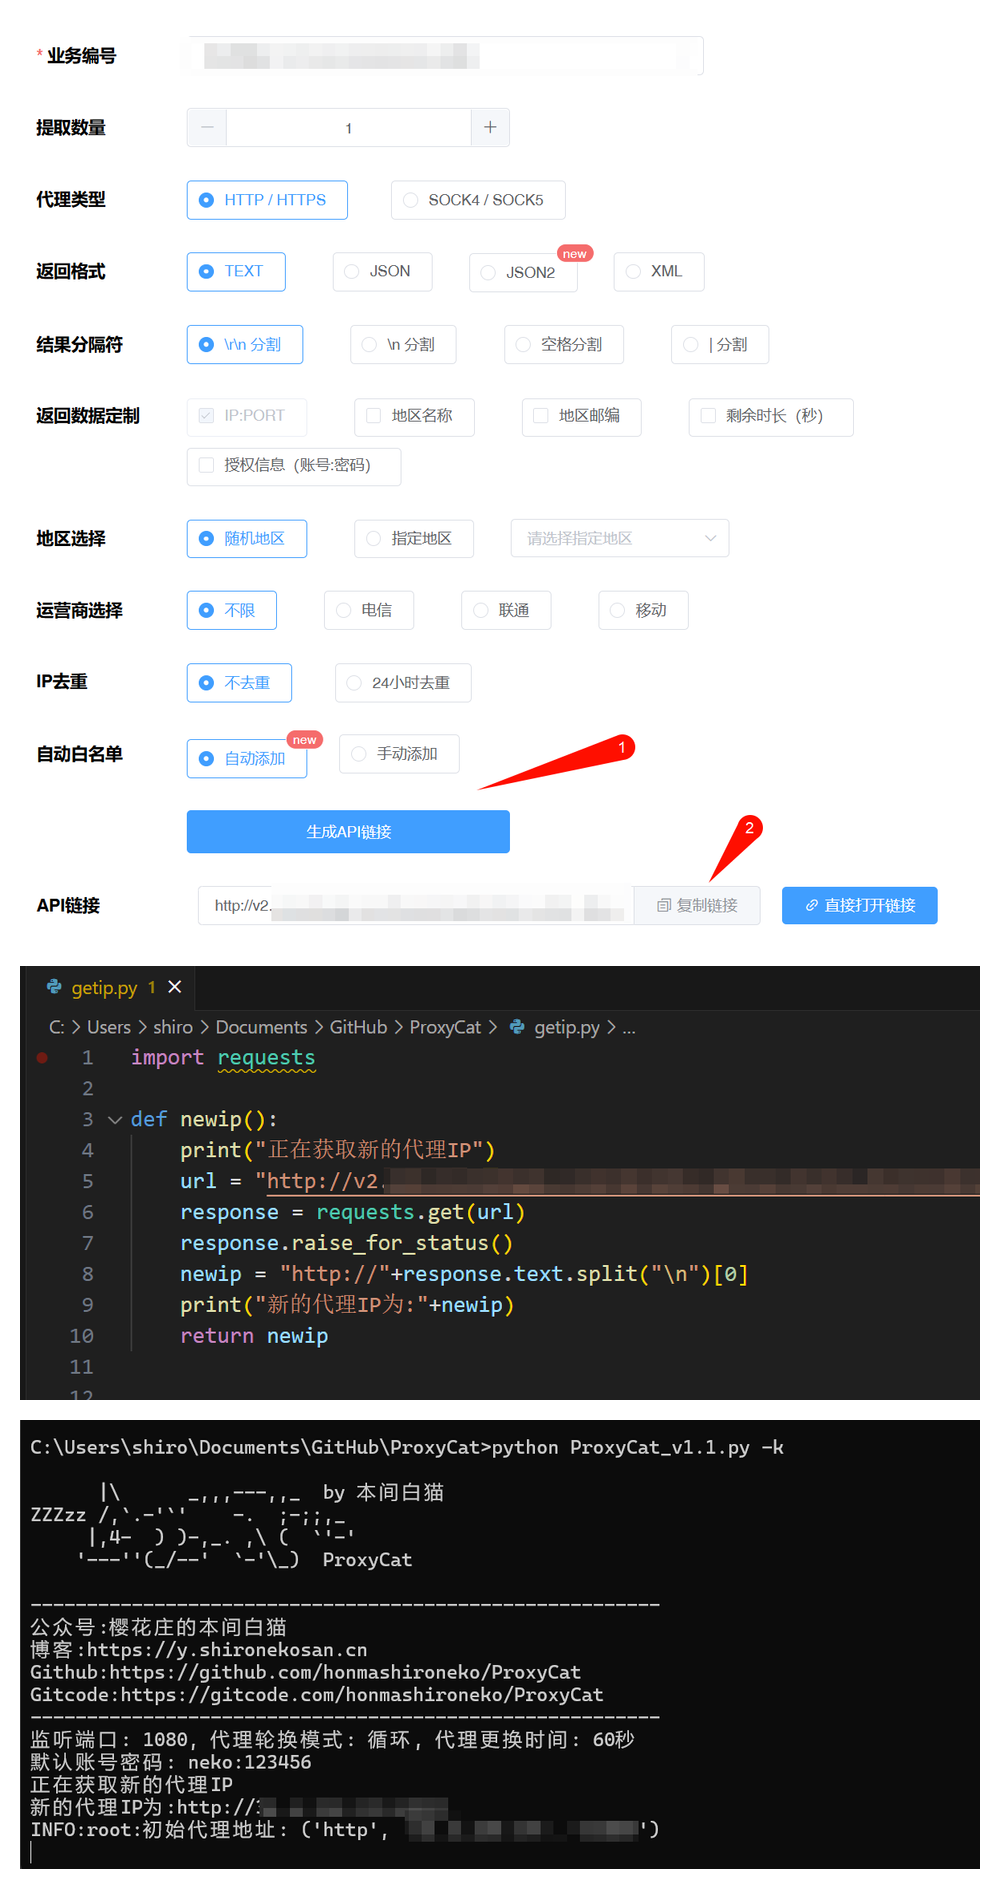 * 业务编号
提取数量 − 1 +
代理类型 HTTP / HTTPS SOCK4 / SOCK5
返回格式 TEXT JSON JSON2 new XML
结果分隔符 \r\n 分割 \n 分割 空格分割 | 分割
返回数据定制 IP:PORT 地区名称 地区邮编 剩余时长（秒）
授权信息（账号:密码）
地区选择 随机地区 指定地区 请选择指定地区
运营商选择 不限 电信 联通 移动
IP去重 不去重 24小时去重
自动白名单 自动添加 new 手动添加 1
生成API链接 2
API链接 http://v2. 复制链接 直接打开链接
getip.py 1 ×
C: > Users > shiro > Documents > GitHub > ProxyCat > getip.py > ...
1 import requests
2
3 def newip():
4 print("正在获取新的代理IP")
5 url = "http://v2.
6 response = requests.get(url)
7 response.raise_for_status()
8 newip = "http://"+response.text.split("\n")[0]
9 print("新的代理IP为:"+newip)
10 return newip
11
12
C:\Users\shiro\Documents\GitHub\ProxyCat>python ProxyCat_v1.1.py -k
|\      _,,,---,,_  by 本间白猫
ZZZzz /,`.-'`'    -.  ;-;;,_
|,4-  ) )-,_. ,\ (  `'-'
'---''(_/--'  `-'\_)  ProxyCat
--------------------------------------------------------
公众号:樱花庄的本间白猫
博客:https://y.shironekosan.cn
Github:https://github.com/honmashironeko/ProxyCat
Gitcode:https://gitcode.com/honmashironeko/ProxyCat
--------------------------------------------------------
监听端口: 1080, 代理轮换模式: 循环, 代理更换时间: 60秒
默认账号密码: neko:123456
正在获取新的代理IP
新的代理IP为:http://
INFO:root:初始代理地址: ('http', ')